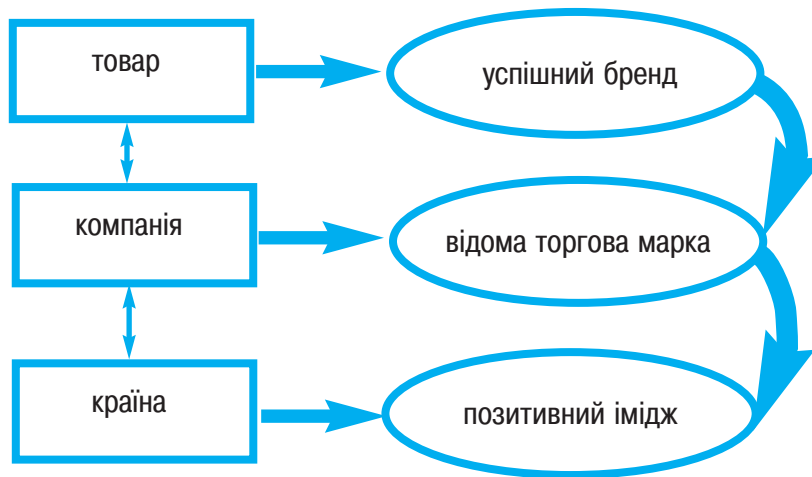 товар
успішний бренд
компанія
відома торгова марка
країна
позитивний імідж